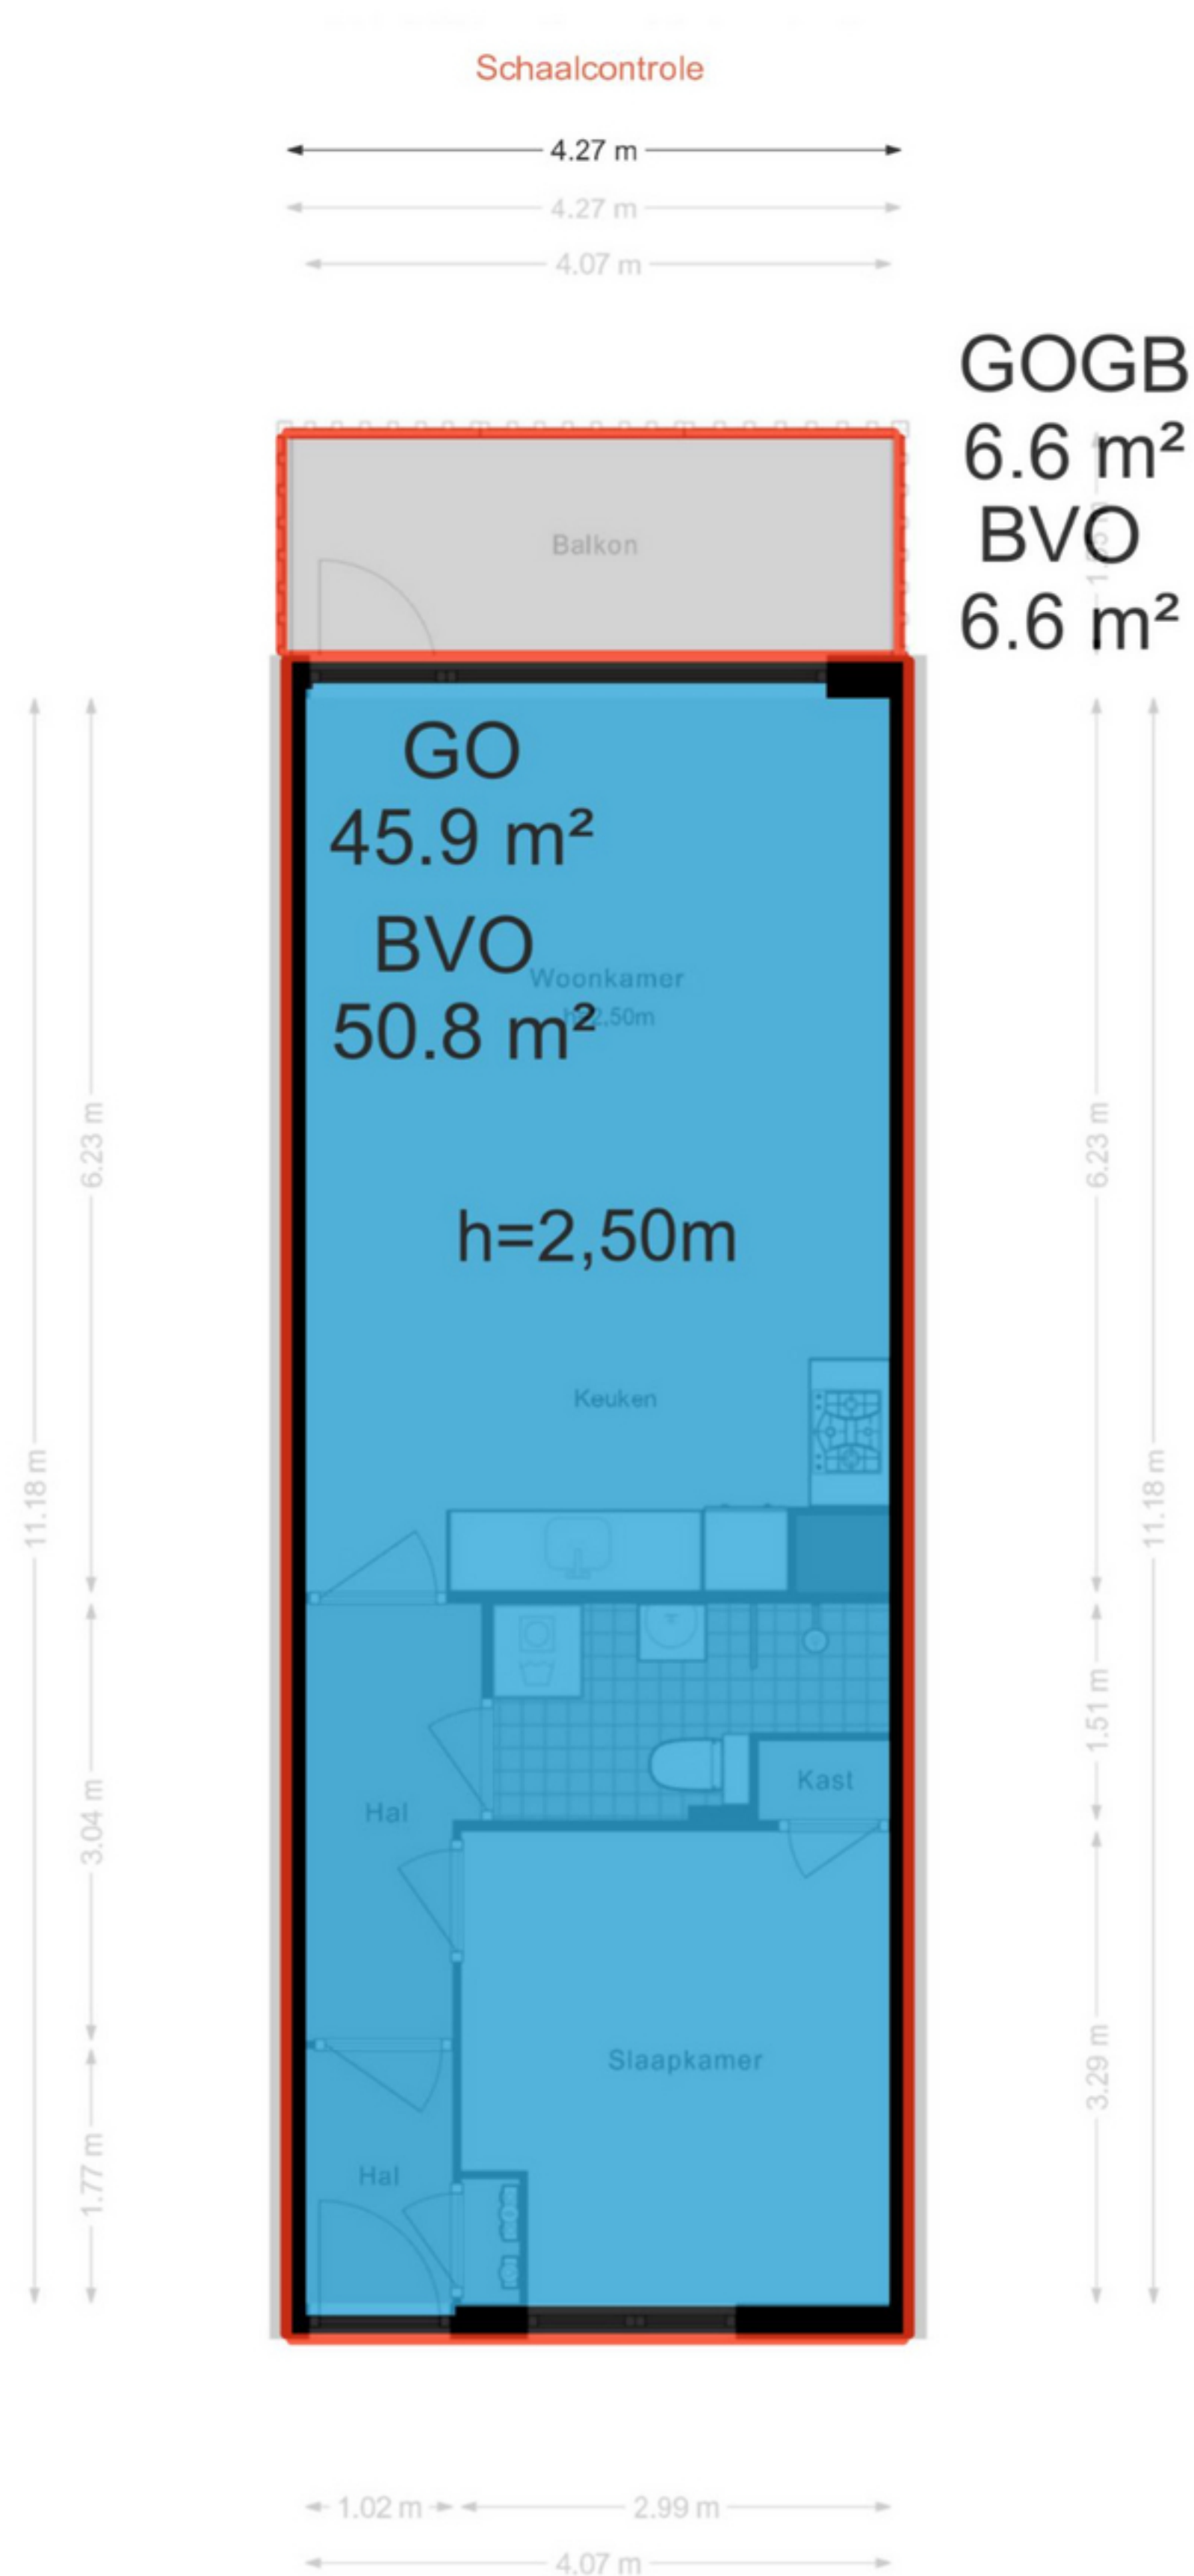 Schaalcontrole
4.27 m
4.27 m
4.07 m
GOGB
6.6 m²
BVO
6.6 m²
Balkon
GO
45.9 m²
BVO
50.8 m²
Woonkamer
h=2,50m
h=2,50m
6.23 m
6.23 m
Keuken
11.18 m
11.18 m
1.51 m
Kast
Hal
3.04 m
Slaapkamer
3.29 m
Hal
1.77 m
1.02 m
2.99 m
4.07 m